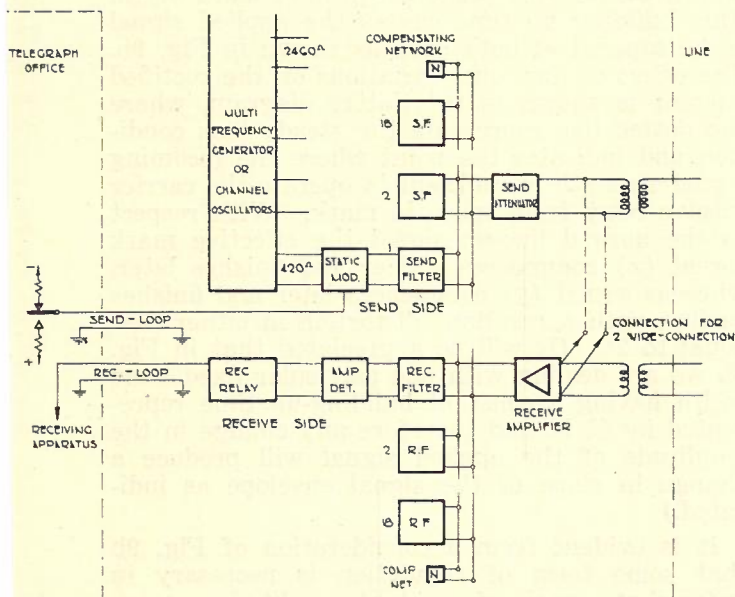 TELEGRAPH
OFFICE
2460Ω
COMPENSATING
NETWORK
LINE
N
MULTI
FREQUENCY
GENERATOR
OR
CHANNEL
OSCILLATORS
18
S.F
2
S.F
SEND
ATTENUATOR
420Ω
STATIC
MOD.
1
SEND
FILTER
−
SEND SIDE
SEND-LOOP
CONNECTION FOR
2 WIRE-CONNECTION
+
REC.-LOOP
REC
RELAY
AMP
DET.
REC.
FILTER
1
RECEIVE
AMPLIFIER
RECEIVING
APPARATUS
RECEIVE SIDE
2
R.F
18
R.F
COMP
NET
N